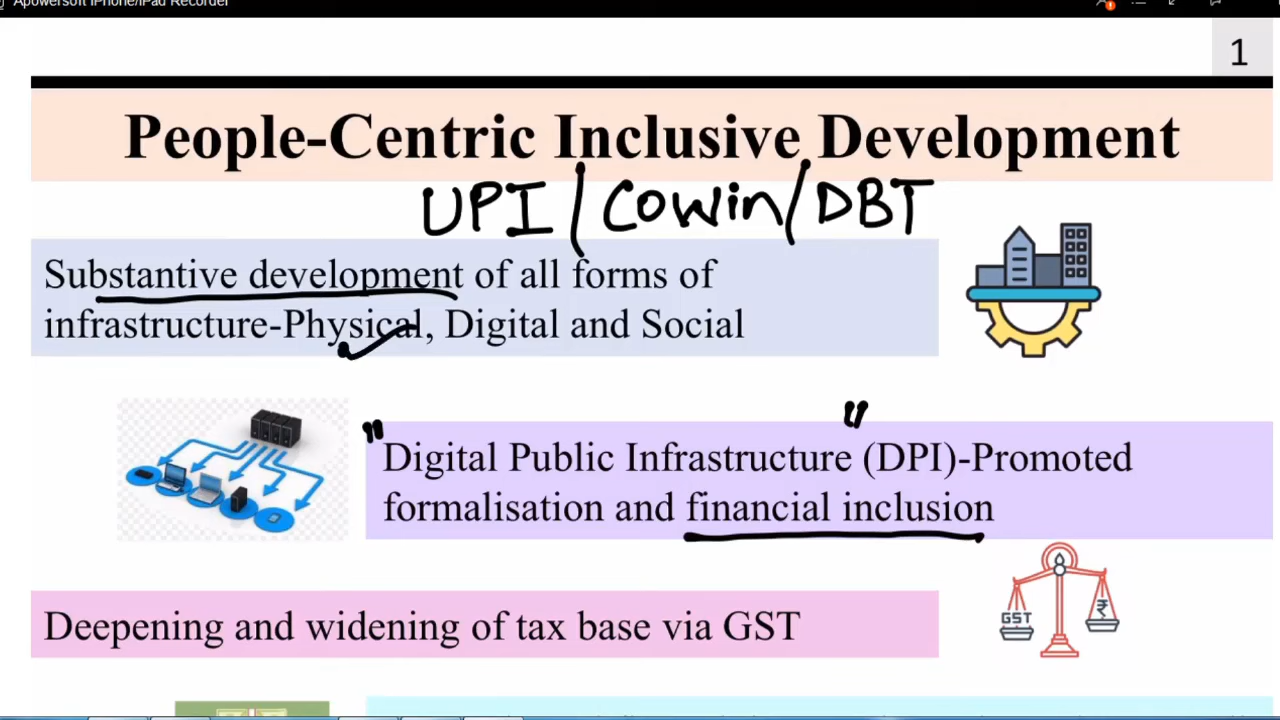 Apowersoft iPhone/iPad Recorder
1
People-Centric Inclusive Development
UPI/Cowin/DBT
Substantive development of all forms of
infrastructure-Physical, Digital and Social
"Digital Public Infrastructure" (DPI)-Promoted
formalisation and financial inclusion
GST ₹
Deepening and widening of tax base via GST